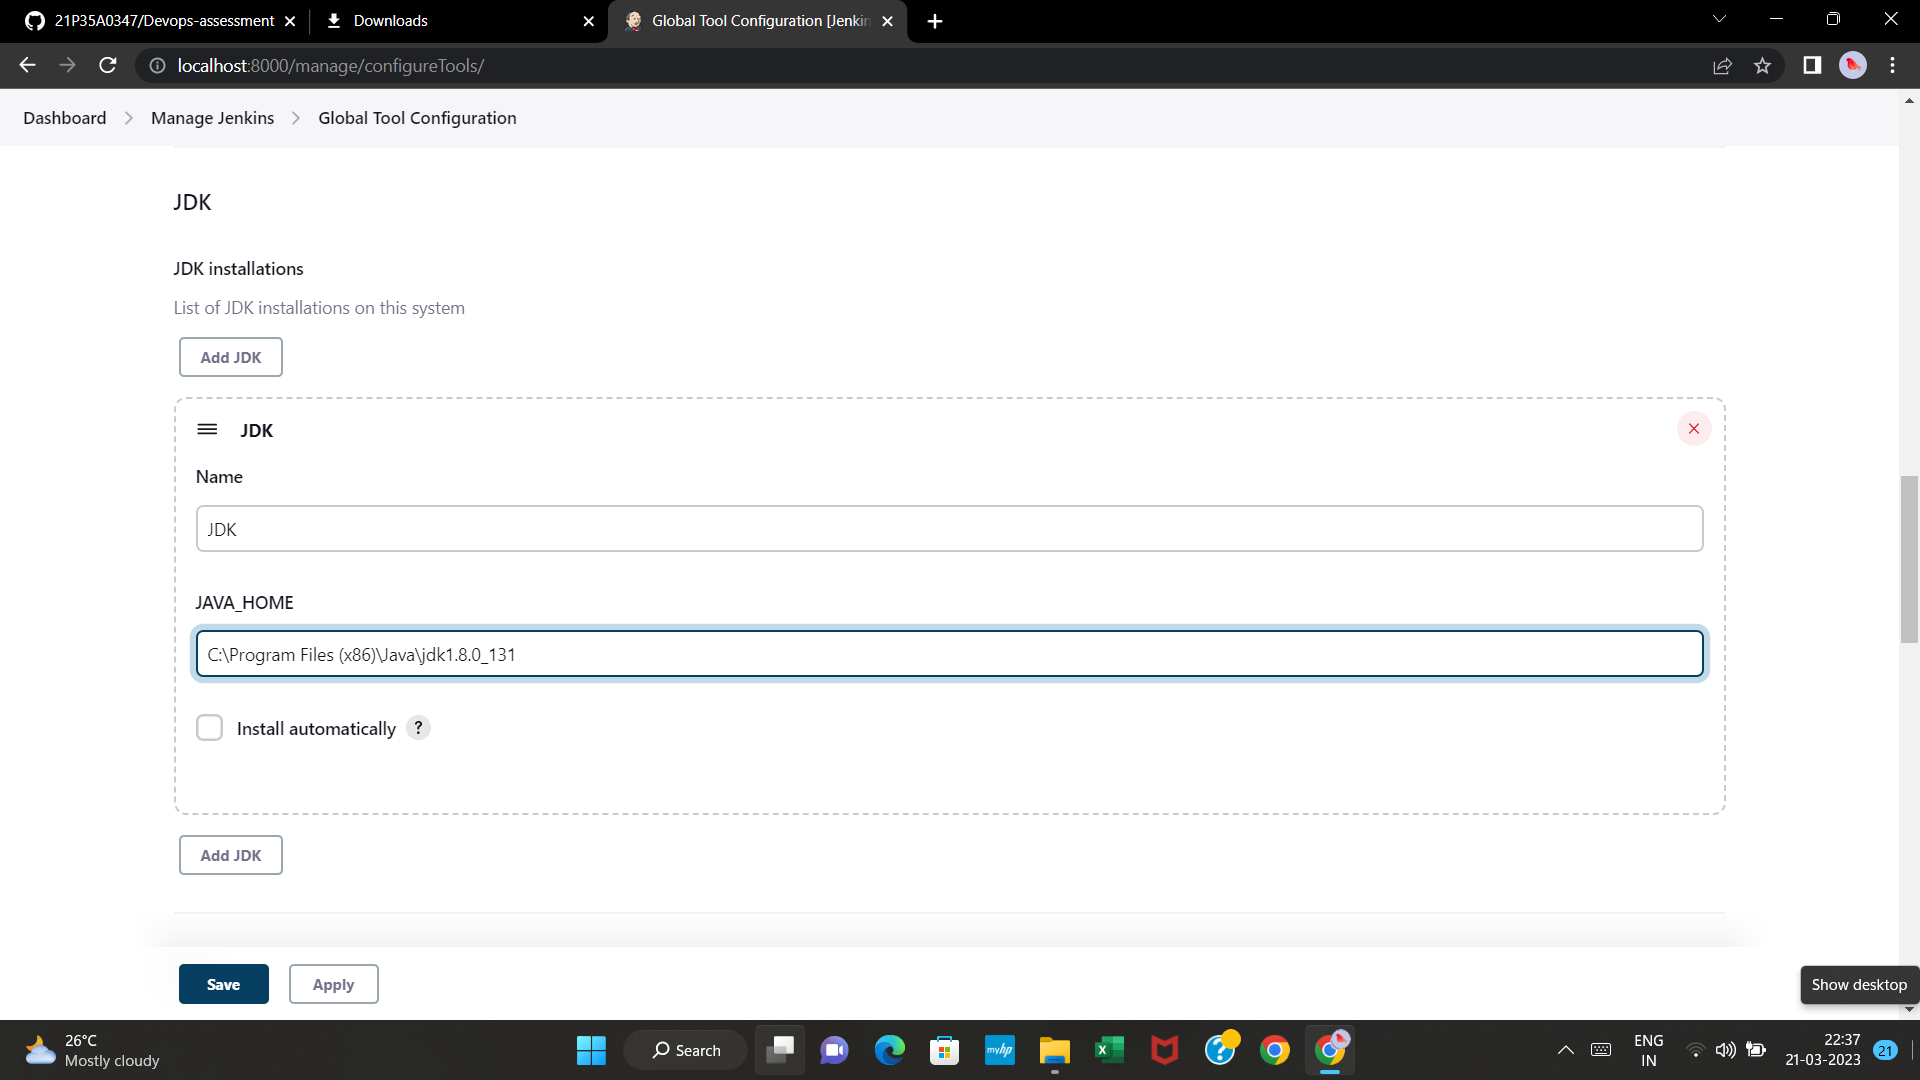 21P35A0347/Devops-assessment
Downloads
Global Tool Configuration [Jenkin
localhost:8000/manage/configureTools/
Dashboard
Manage Jenkins
Global Tool Configuration
JDK
JDK installations
List of JDK installations on this system
Add JDK
JDK
Name
JDK
JAVA_HOME
C:\Program Files (x86)\Java\jdk1.8.0_131
Install automatically ?
Add JDK
Save
Apply
Show desktop
26°C
Mostly cloudy
Search
myhp
ENG
IN
22:37
21-03-2023
21